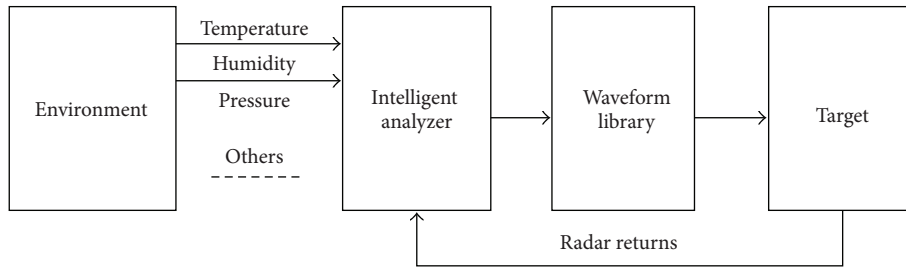 Temperature
Humidity
Pressure
Others
Environment
Intelligent
analyzer
Waveform
library
Target
Radar returns